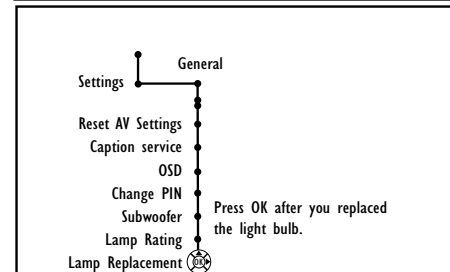 General
Settings
Reset AV Settings
Caption service
OSD
Change PIN
Subwoofer
Press OK after you replaced
the light bulb.
Lamp Rating
Lamp Replacement
OK